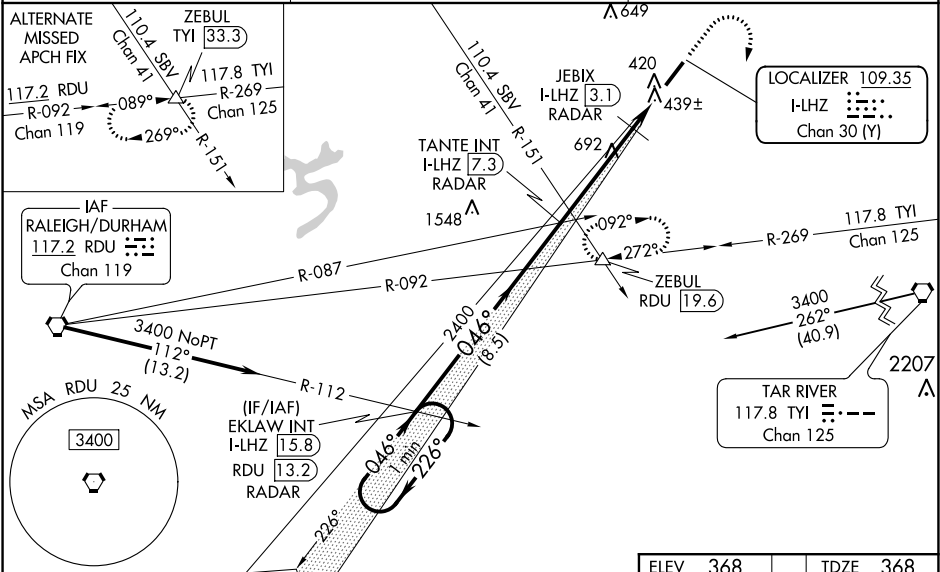 ALTERNATE
MISSED
APCH FIX
110.4 SBV
Chan 41
ZEBUL
TYI 33.3
117.2 RDU
R-092
Chan 119
089°
269°
117.8 TYI
R-269
Chan 125
R-151
649
110.4 SBV
Chan 41
R-151
JEBIX
I-LHZ 3.1
RADAR
420
439±
692
LOCALIZER 109.35
I-LHZ
Chan 30 (Y)
TANTE INT
I-LHZ 7.3
RADAR
1548
IAF
RALEIGH/DURHAM
117.2 RDU
Chan 119
R-087
R-092
092°
272°
R-269
117.8 TYI
Chan 125
ZEBUL
RDU 19.6
3400
262°
(40.9)
2207
TAR RIVER
117.8 TYI
Chan 125
3400 NoPT
112°
(13.2)
R-112
2400
046°
(8.5)
(IF/IAF)
EKLAW INT
I-LHZ 15.8
RDU 13.2
RADAR
046°
1 min
226°
226°
MSA RDU 25 NM
3400
ELEV 368
TDZE 368